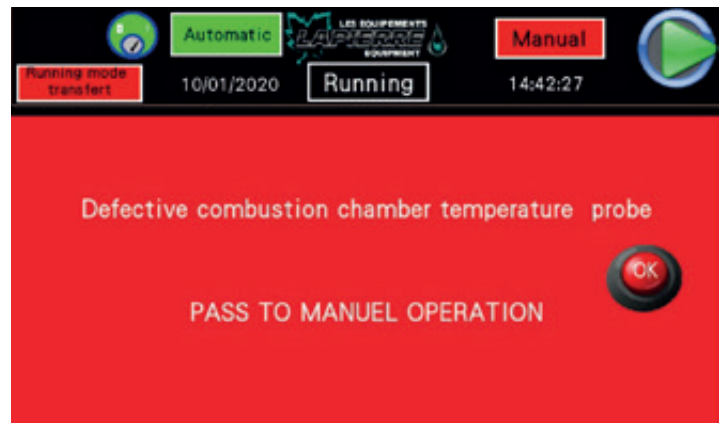 Automatic
LES EQUIPEMENTS
LAPIERRE
EQUIPMENT
Manual
Running mode
transfert
10/01/2020
Running
14:42:27
Defective combustion chamber temperature probe
OK
PASS TO MANUEL OPERATION